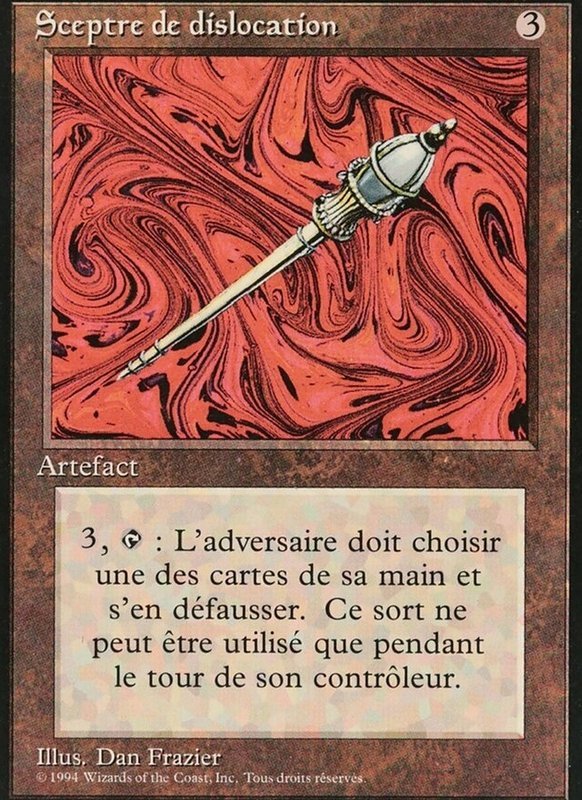 Sceptre de dislocation 3
Artefact
3, : L'adversaire doit choisir
une des cartes de sa main et
s'en défausser. Ce sort ne
peut être utilisé que pendant
le tour de son contrôleur.
Illus. Dan Frazier
© 1994 Wizards of the Coast, Inc. Tous droits réservés.